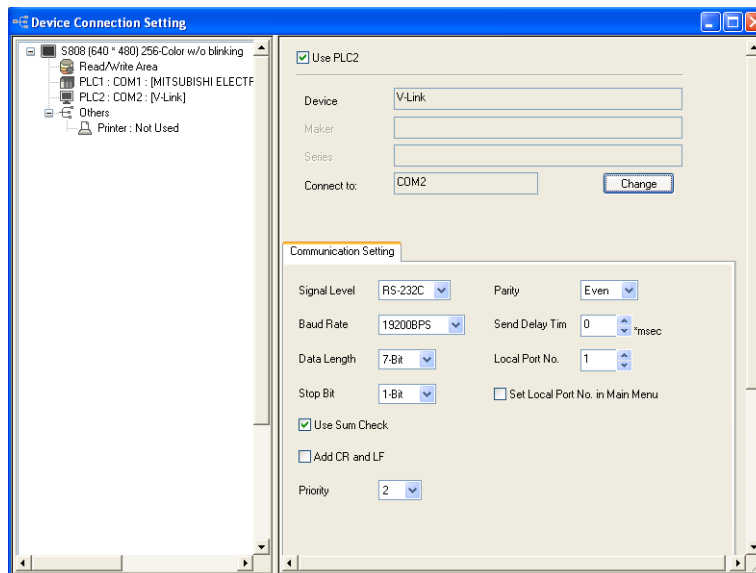 Device Connection Setting
S808 (640 * 480) 256-Color w/o blinking
Read/Write Area
PLC1 : COM1 : [MITSUBISHI ELECTF
PLC2 : COM2 : [V-Link]
Others
Printer : Not Used
Use PLC2
Device V-Link
Maker
Series
Connect to: COM2 Change
Communication Setting
Signal Level RS-232C Parity Even
Baud Rate 19200BPS Send Delay Tim 0 *msec
Data Length 7-Bit Local Port No. 1
Stop Bit 1-Bit Set Local Port No. in Main Menu
Use Sum Check
Add CR and LF
Priority 2